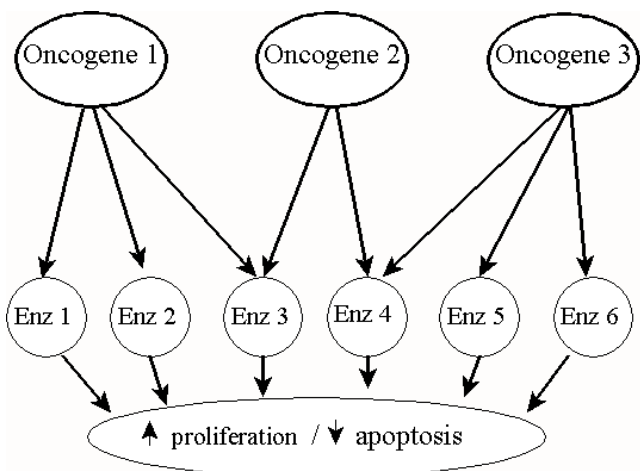 Oncogene 1
Oncogene 2
Oncogene 3
Enz 1
Enz 2
Enz 3
Enz 4
Enz 5
Enz 6
↑ proliferation / ↓ apoptosis